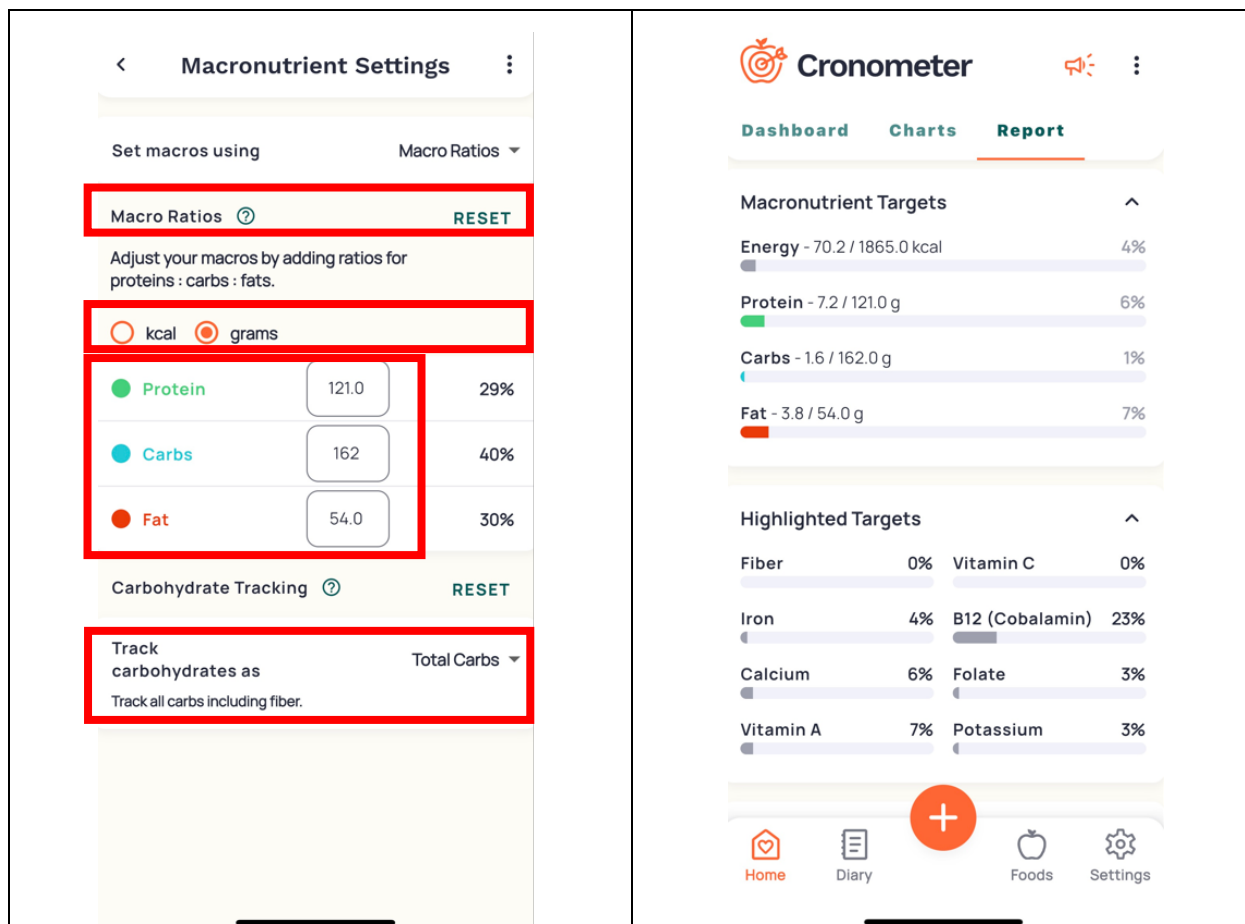 Macronutrient Settings
Set macros using Macro Ratios
Macro Ratios RESET
Adjust your macros by adding ratios for
proteins : carbs : fats.
kcal grams
Protein 121.0 29%
Carbs 162 40%
Fat 54.0 30%
Carbohydrate Tracking RESET
Track
carbohydrates as Total Carbs
Track all carbs including fiber.
Cronometer
Dashboard Charts Report
Macronutrient Targets
Energy - 70.2 / 1865.0 kcal 4%
Protein - 7.2 / 121.0 g 6%
Carbs - 1.6 / 162.0 g 1%
Fat - 3.8 / 54.0 g 7%
Highlighted Targets
Fiber 0% Vitamin C 0%
Iron 4% B12 (Cobalamin) 23%
Calcium 6% Folate 3%
Vitamin A 7% Potassium 3%
Home Diary Foods Settings